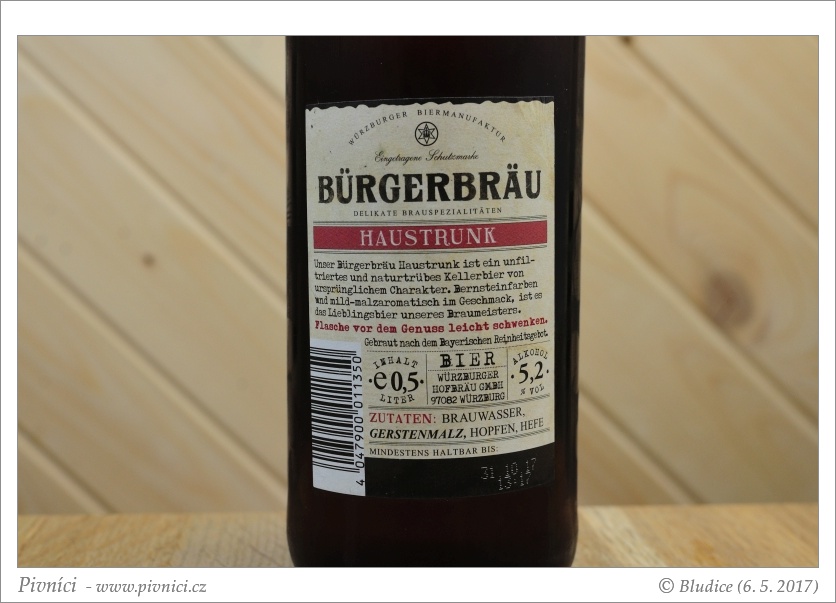 WÜRZBURGER BIERMANUFAKTUR
Eingetragene Schutzmarke
BÜRGERBRÄU
DELIKATE BRAUSPEZIALITÄTEN
HAUSTRUNK
Unser Bürgerbräu Haustrunk ist ein unfil-
triertes und naturtrübes Kellerbier von
ursprünglichem Charakter. Bernsteinfarben
und mild-malzaromatisch im Geschmack, ist es
das Lieblingsbier unseres Braumeisters.
Flasche vor dem Genuss leicht schwenken.
Gebraut nach dem Bayerischen Reinheitsgebot.
INHALT
e 0,5
LITER
BIER
WÜRZBURGER
HOFBRÄU GMBH
97082 WÜRZBURG
ALKOHOL
5,2
% VOL
ZUTATEN: BRAUWASSER,
GERSTENMALZ, HOPFEN, HEFE
MINDESTENS HALTBAR BIS:
31.10.17
13:17
4 047900 011350
Pivníci - www.pivnici.cz
© Bludice (6. 5. 2017)